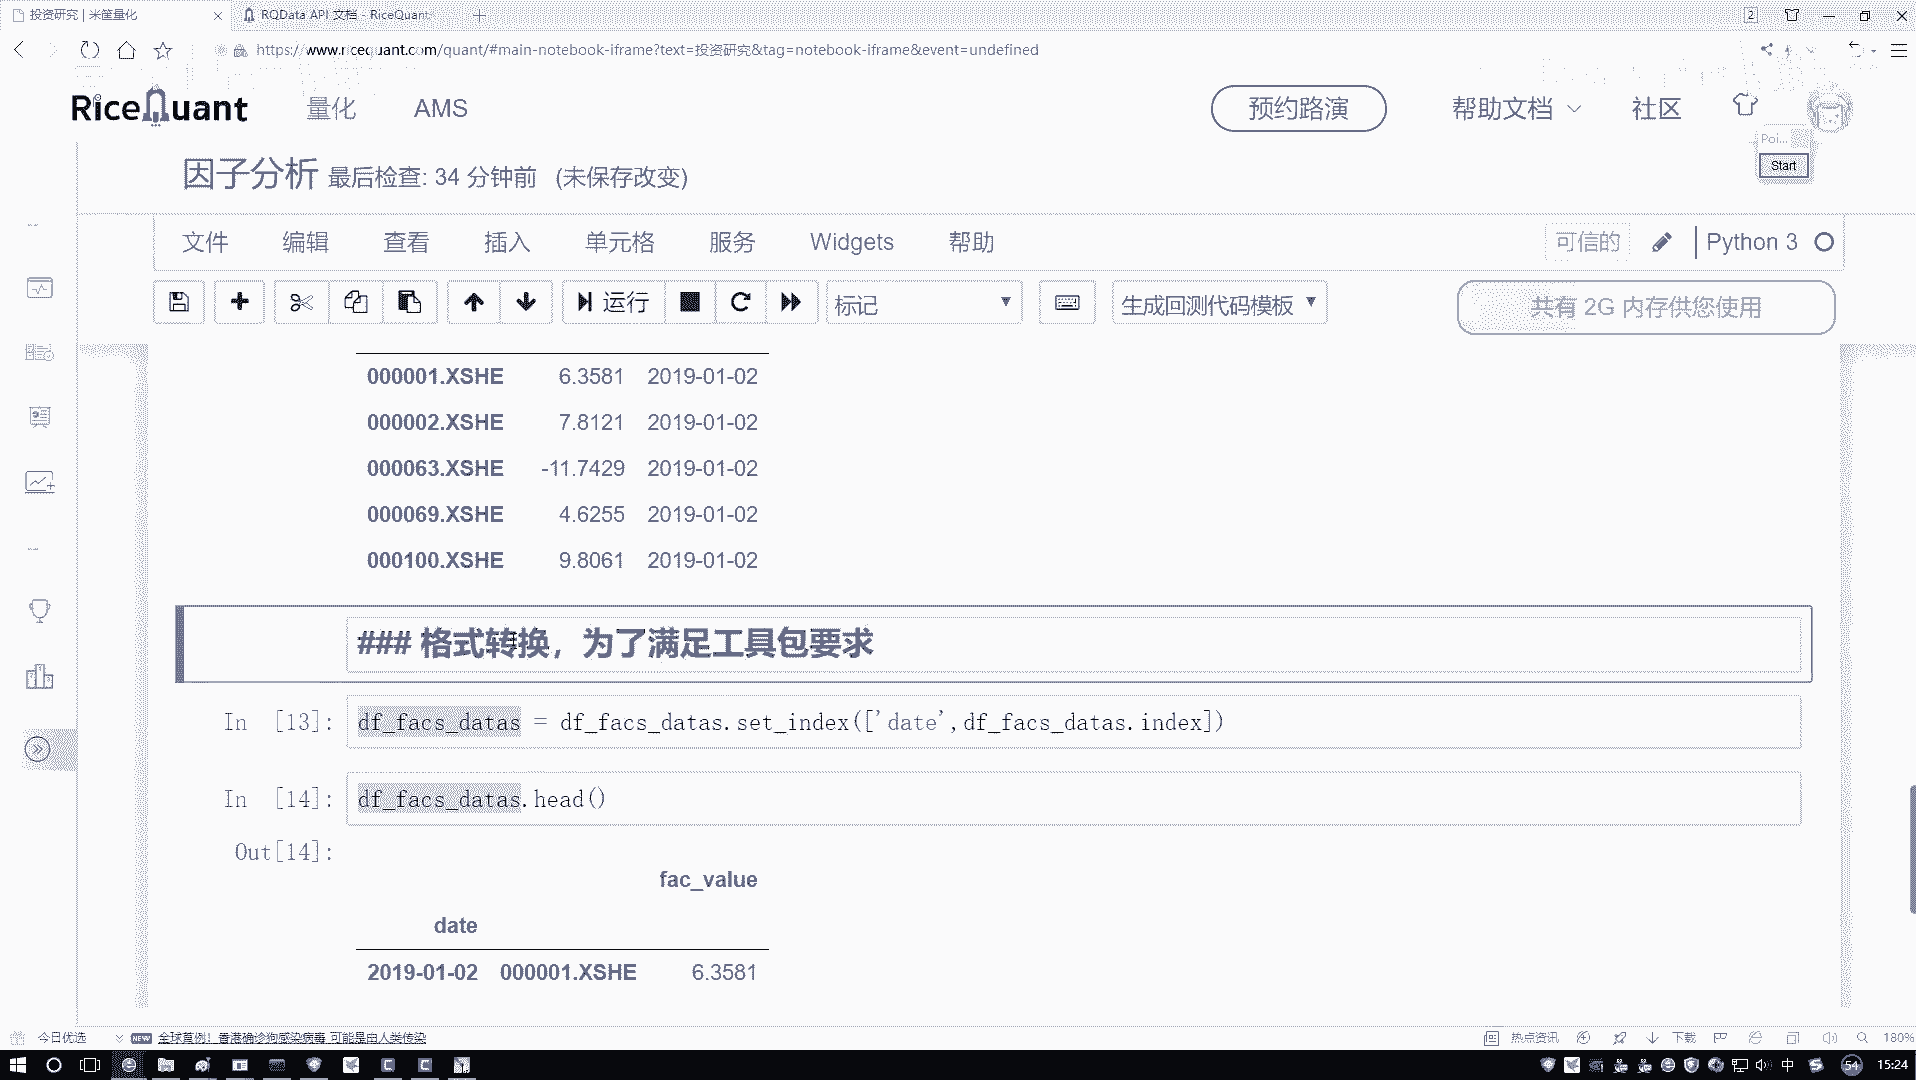 投资研究 | 米筐量化
RQData API 文档 - RiceQuant
2
https://www.ricequant.com/quant/#main-notebook-iframe?text=投资研究&tag=notebook-iframe&event=undefined
RiceQuant 量化 AMS 预约路演 帮助文档 社区
Poi...
Start
因子分析 最后检查: 34 分钟前 (未保存改变)
文件 编辑 查看 插入 单元格 服务 Widgets 帮助 可信的 Python 3
运行 标记 生成回测代码模板 共有 2G 内存供您使用
000001.XSHE 6.3581 2019-01-02
000002.XSHE 7.8121 2019-01-02
000063.XSHE -11.7429 2019-01-02
000069.XSHE 4.6255 2019-01-02
000100.XSHE 9.8061 2019-01-02
### 格式转换，为了满足工具包要求
In [13]: df_facs_datas = df_facs_datas.set_index(['date',df_facs_datas.index])
In [14]: df_facs_datas.head()
Out[14]:
fac_value
date
2019-01-02 000001.XSHE 6.3581
今日优选 NEW 全球首例！香港确诊狗感染病毒 可能是由人类传染 热点资讯 下载 180%
中 54 15:24